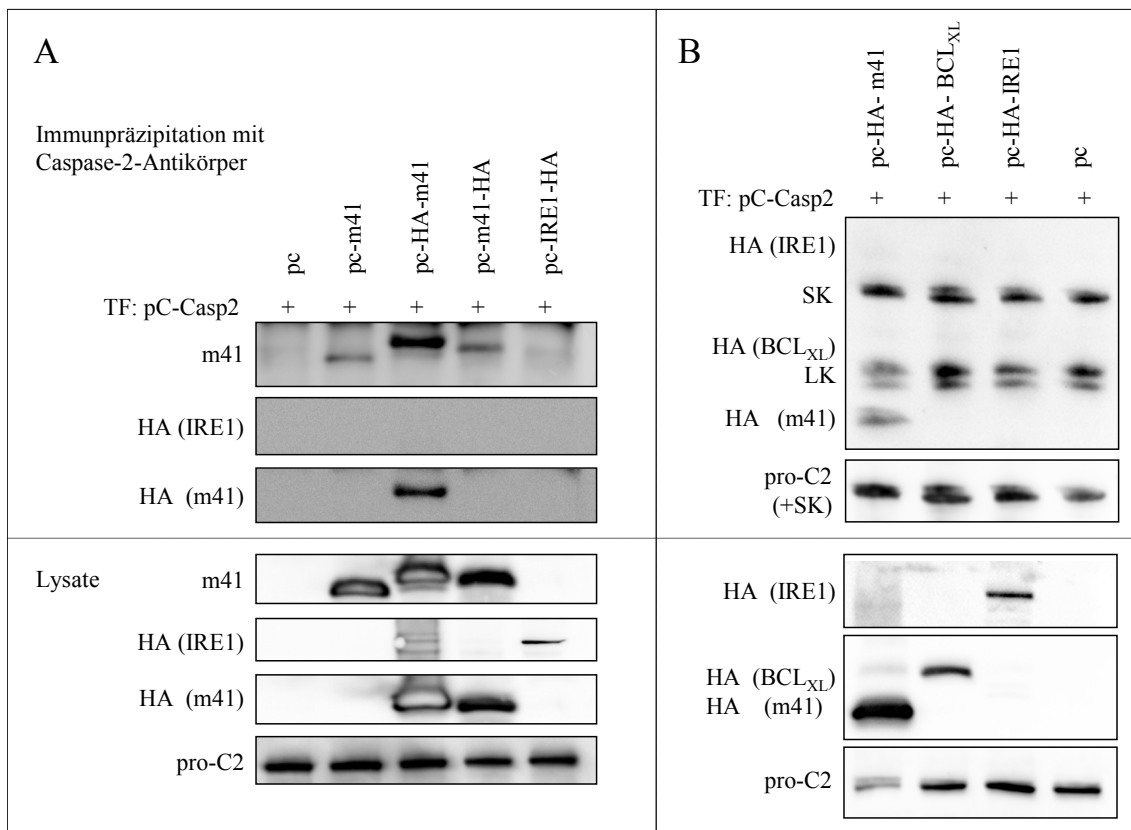 A
Immunpräzipitation mit
Caspase-2-Antikörper
pc
pc-m41
pc-HA-m41
pc-m41-HA
pc-IRE1-HA
TF: pC-Casp2 + + + + +
m41
HA (IRE1)
HA (m41)
Lysate
m41
HA (IRE1)
HA (m41)
pro-C2
B
pc-HA- m41
pc-HA- BCLXL
pc-HA-IRE1
pc
TF: pC-Casp2 + + + +
HA (IRE1)
SK
HA (BCLXL)
LK
HA (m41)
pro-C2
(+SK)
HA (IRE1)
HA (BCLXL)
HA (m41)
pro-C2